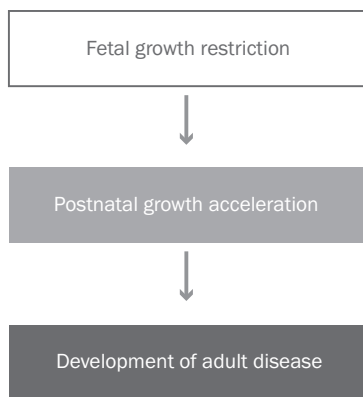 Fetal growth restriction
Postnatal growth acceleration
Development of adult disease